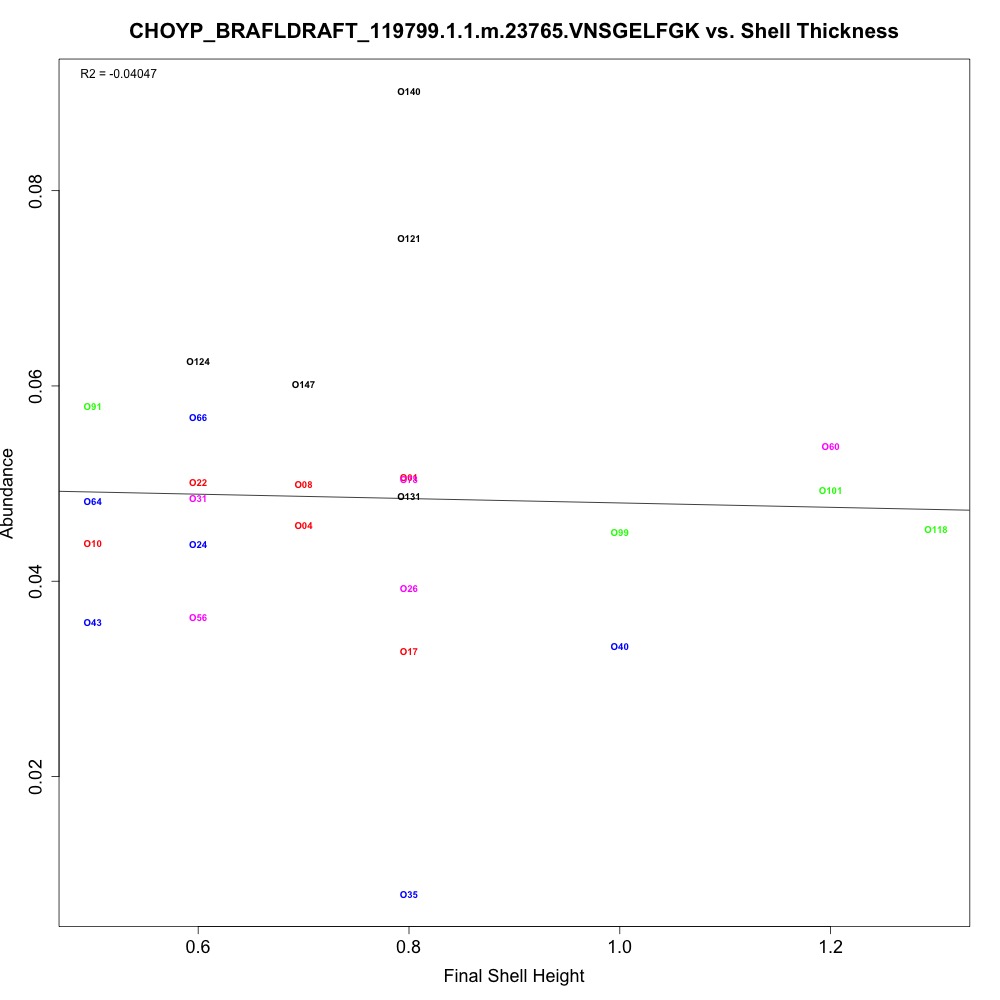 CHOYP_BRAFLDRAFT_119799.1.1.m.23765.VNSGELFGK vs. Shell Thickness
R2 = -0.04047
O140
0.08
O121
O124
O147
0.06
O91
O66
O60
O22
O08
O101
O64
O31
O131
O04
O118
O99
O10
O24
0.04
O26
O56
O43
O40
O17
0.02
O35
Abundance
0.6 0.8 1.0 1.2
Final Shell Height